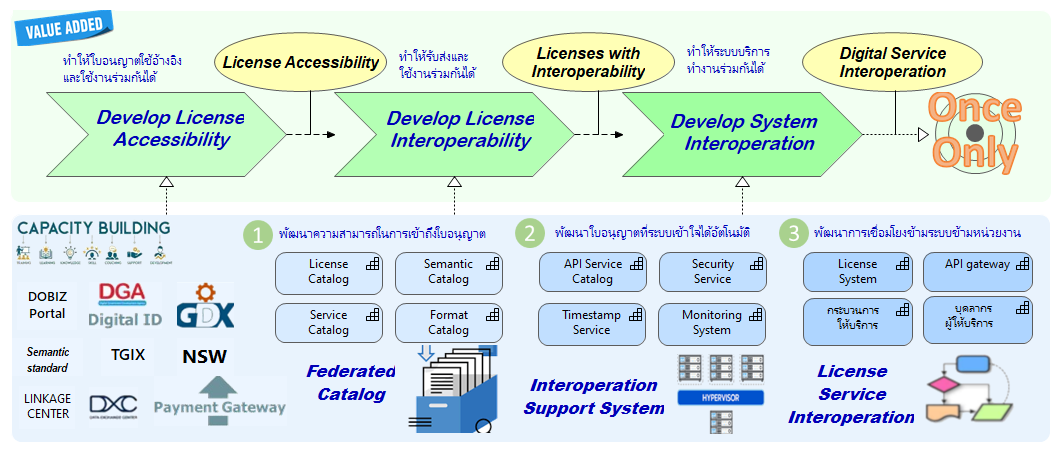 VALUE ADDED
ทำให้ใบอนุญาตใช้อ้างอิง
และใช้งานร่วมกันได้
License Accessibility
ทำให้รับส่งและ
ใช้งานร่วมกันได้
Licenses with
Interoperability
ทำให้ระบบบริการ
ทำงานร่วมกันได้
Digital Service
Interoperation
Develop License
Accessibility
Develop License
Interoperability
Develop System
Interoperation
Once
Only
CAPACITY BUILDING
TRAINING LEARNING KNOWLEDGE SKILL COACHING SUPPORT DEVELOPMENT
DOBIZ
Portal
DGA
Digital ID
GDX
Semantic
standard
TGIX
NSW
LINKAGE
CENTER
DXC
DATA EXCHANGE CENTER
Payment Gateway
1
พัฒนาความสามารถในการเข้าถึงใบอนุญาต
License
Catalog
Semantic
Catalog
Service
Catalog
Format
Catalog
Federated
Catalog
2
พัฒนาใบอนุญาตที่ระบบเข้าใจได้อัตโนมัติ
API Service
Catalog
Security
Service
Timestamp
Service
Monitoring
System
Interoperation
Support System
HYPERVISOR
3
พัฒนาการเชื่อมโยงข้ามระบบข้ามหน่วยงาน
License
System
API gateway
กระบวนการ
ให้บริการ
บุคลากร
ผู้ให้บริการ
License
Service
Interoperation